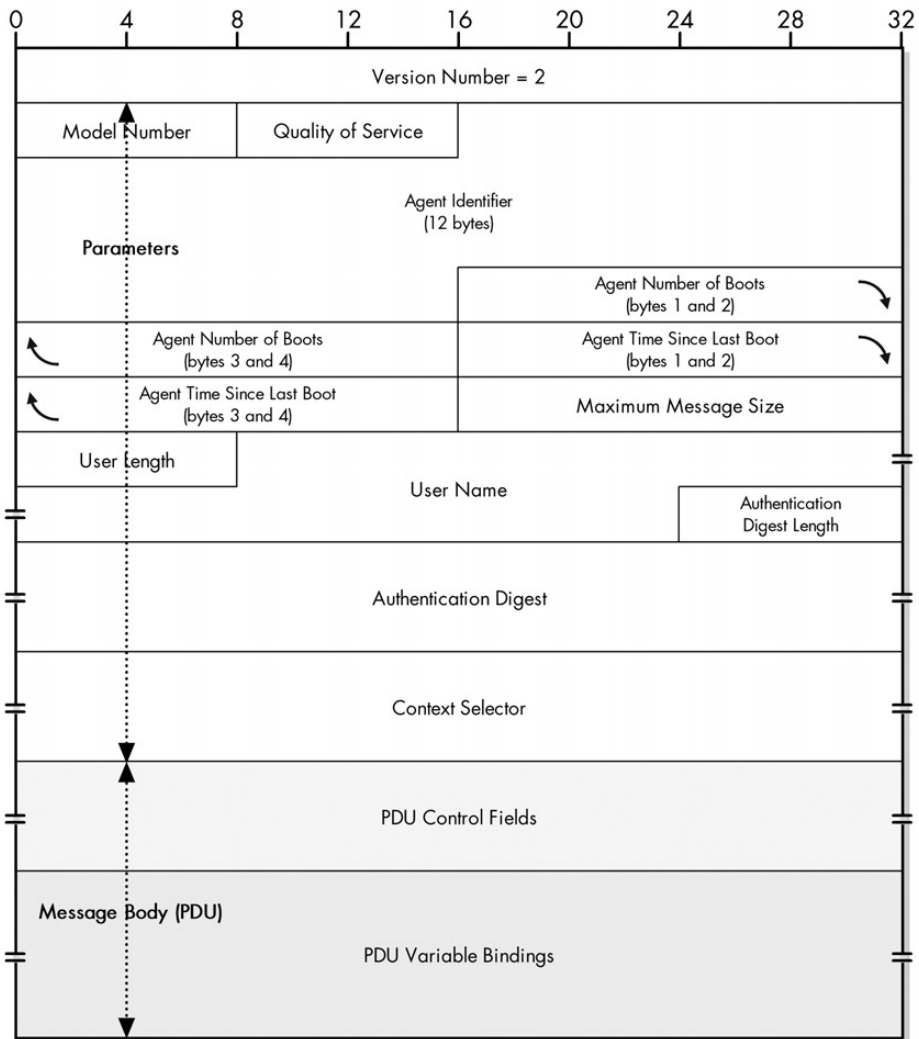 0 4 8 12 16 20 24 28 32
Version Number = 2
Model Number
Quality of Service
Agent Identifier
(12 bytes)
Parameters
Agent Number of Boots
(bytes 1 and 2)
Agent Number of Boots
(bytes 3 and 4)
Agent Time Since Last Boot
(bytes 1 and 2)
Agent Time Since Last Boot
(bytes 3 and 4)
Maximum Message Size
User Length
User Name
Authentication
Digest Length
Authentication Digest
Context Selector
PDU Control Fields
Message Body (PDU)
PDU Variable Bindings